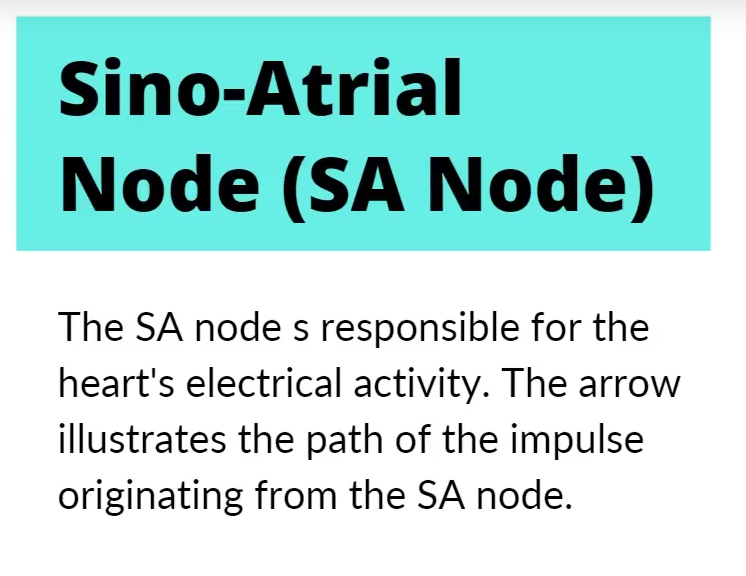 Sino-Atrial
Node (SA Node)
The SA node s responsible for the
heart's electrical activity. The arrow
illustrates the path of the impulse
originating from the SA node.